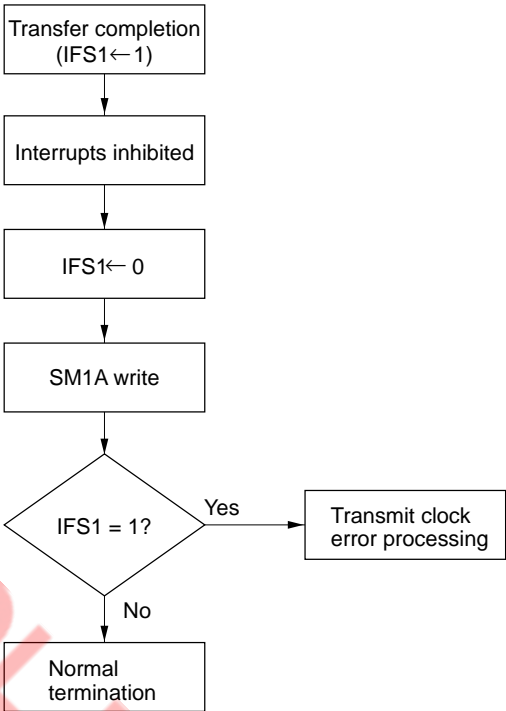 Transfer completion
(IFS1←1)
Interrupts inhibited
IFS1← 0
SM1A write
IFS1 = 1?
Yes
Transmit clock
error processing
No
Normal
termination